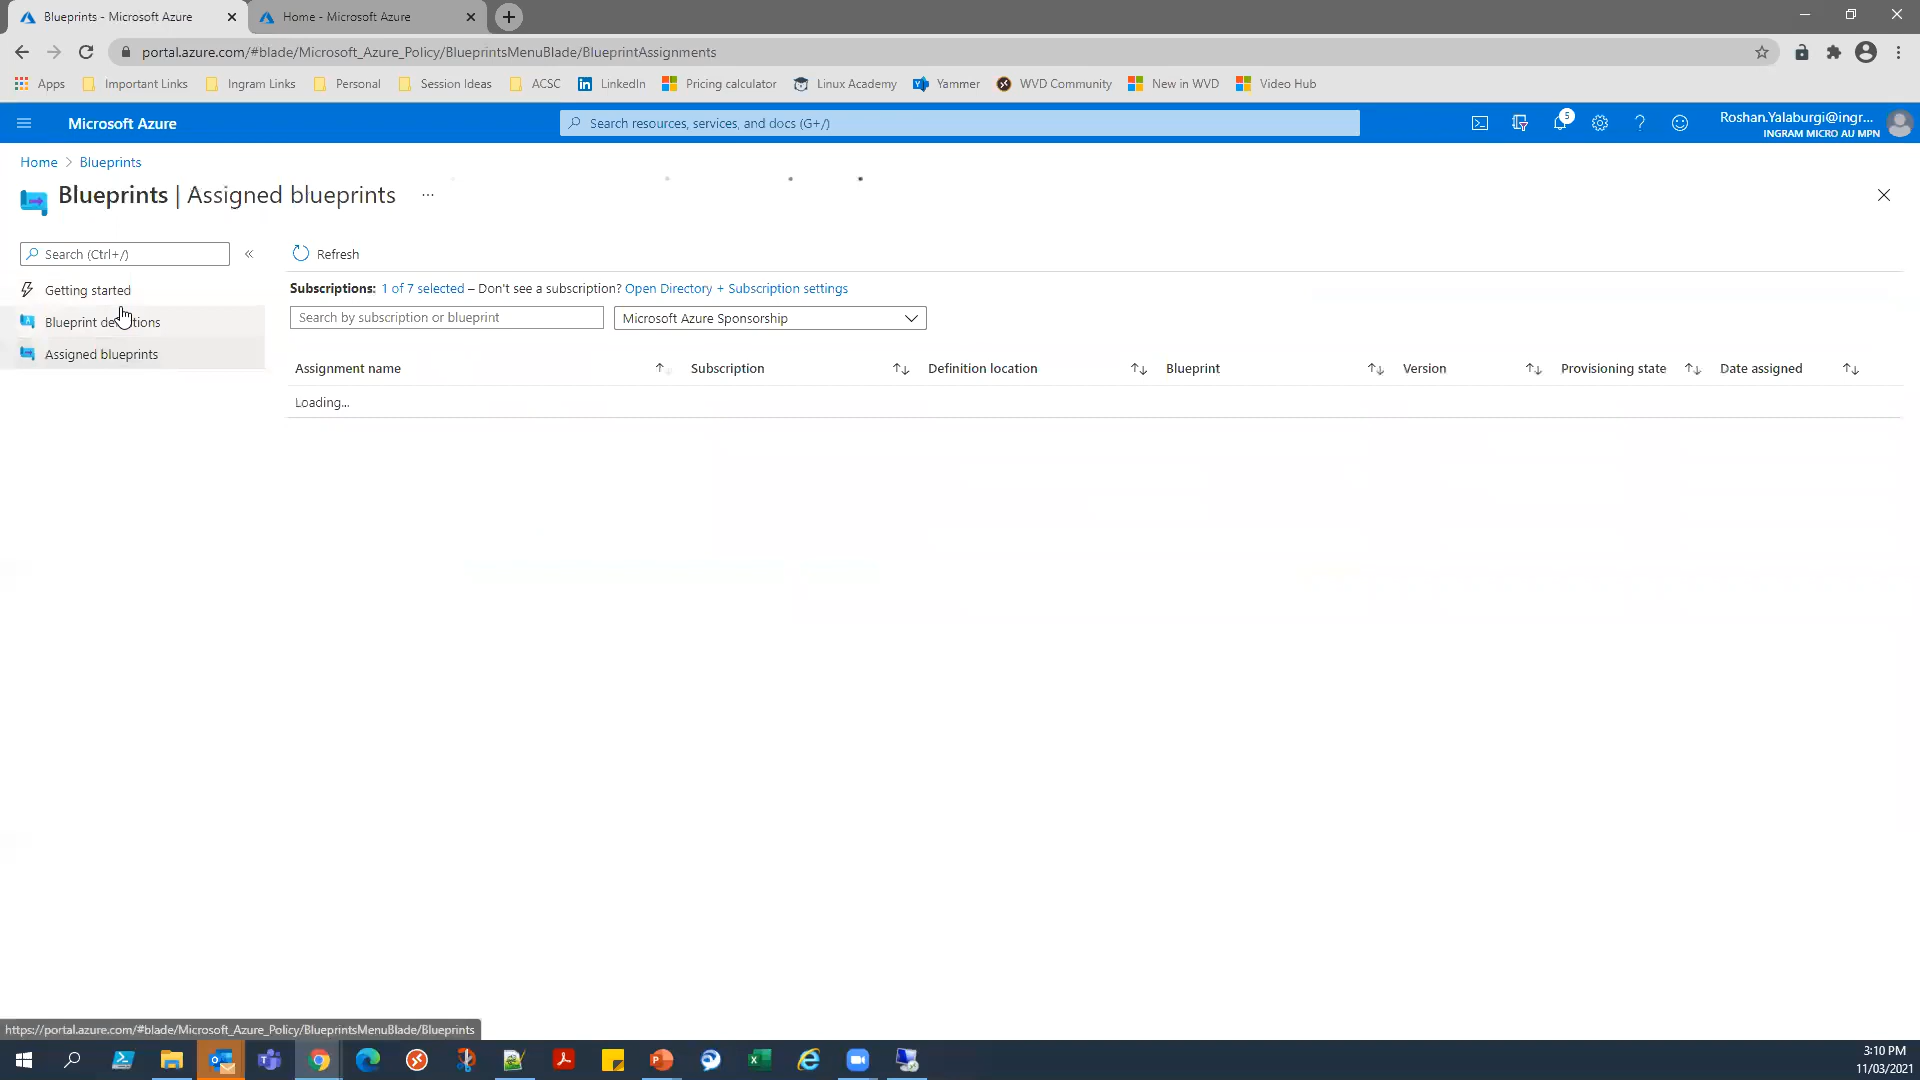 Blueprints - Microsoft Azure
Home - Microsoft Azure
portal.azure.com/#blade/Microsoft_Azure_Policy/BlueprintsMenuBlade/BlueprintAssignments
Apps Important Links Ingram Links Personal Session Ideas ACSC LinkedIn Pricing calculator Linux Academy Yammer WVD Community New in WVD Video Hub
Microsoft Azure
Search resources, services, and docs (G+/)
5
Roshan.Yalaburgi@ingr...
INGRAM MICRO AU MPN
Home > Blueprints
Blueprints | Assigned blueprints ...
Search (Ctrl+/) «
Refresh
Getting started
Blueprint
Assigned blueprints
Subscriptions: 1 of 7 selected – Don't see a subscription? Open Directory + Subscription settings
Search by subscription or blueprint
Microsoft Azure Sponsorship
Assignment name Subscription Definition location Blueprint Version Provisioning state Date assigned
Loading...
https://portal.azure.com/#blade/Microsoft_Azure_Policy/BlueprintsMenuBlade/Blueprints
3:10 PM
11/03/2021